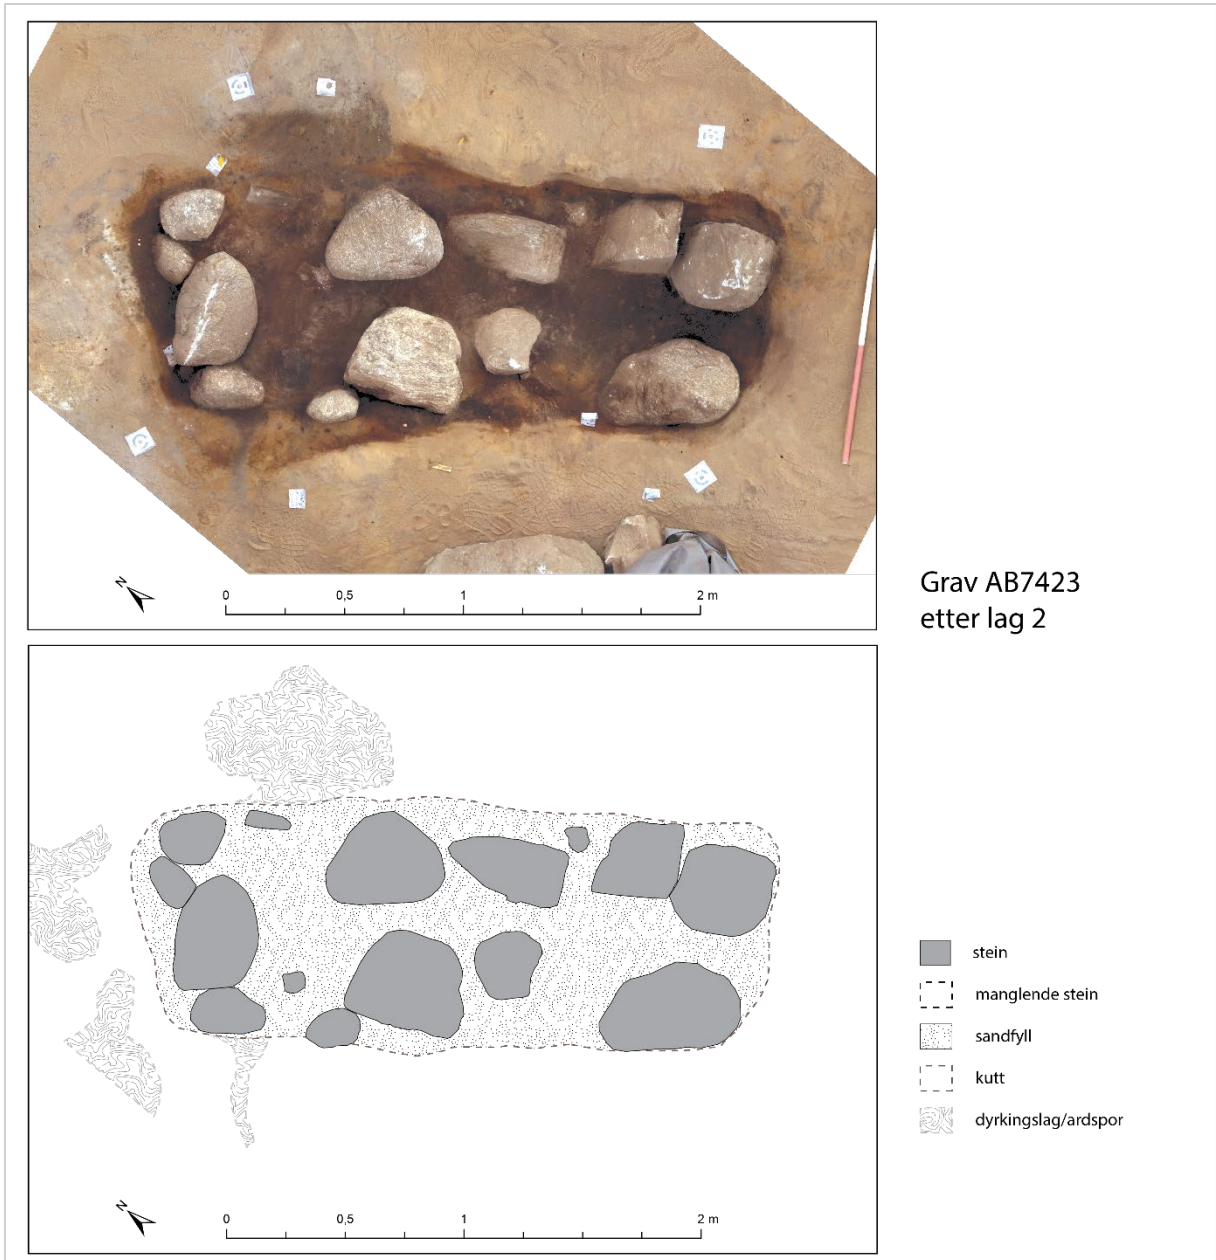 N
0 0,5 1 2 m
Grav AB7423
etter lag 2
N
0 0,5 1 2 m
stein
manglende stein
sandfyll
kutt
dyrkingslag/ardspor